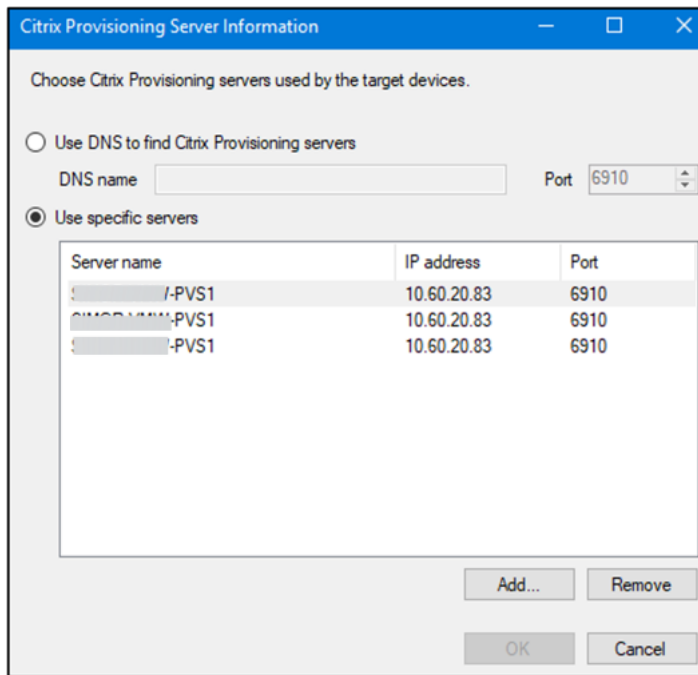 Citrix Provisioning Server Information
Choose Citrix Provisioning servers used by the target devices.
Use DNS to find Citrix Provisioning servers
DNS name Port 6910
Use specific servers
Server name IP address Port
-PVS1 10.60.20.83 6910
-PVS1 10.60.20.83 6910
-PVS1 10.60.20.83 6910
Add... Remove
OK Cancel